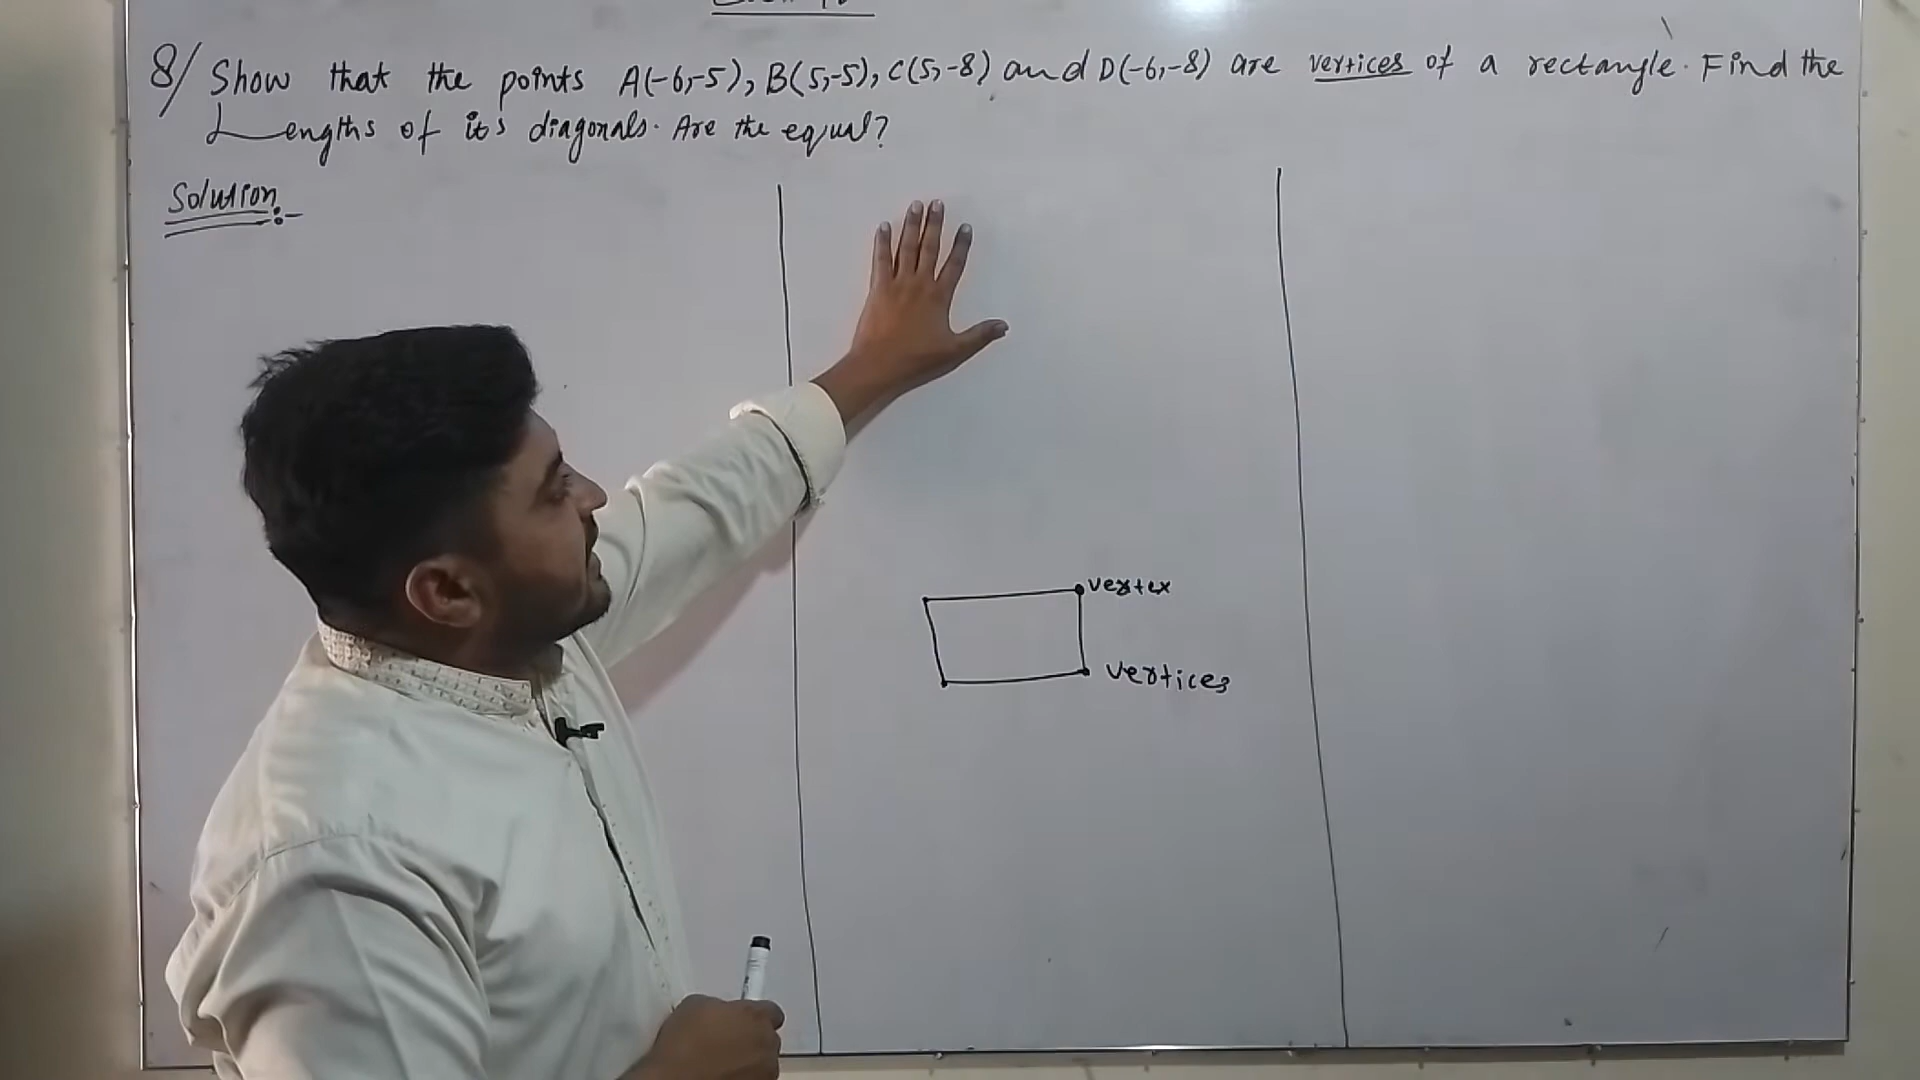 8/ Show that the points A(-6,-5), B(5,-5), C(5,-8) and D(-6,-8) are vertices of a rectangle. Find the
Lengths of its diagonals. Are the equal?
Solution:-
vertex
vertices